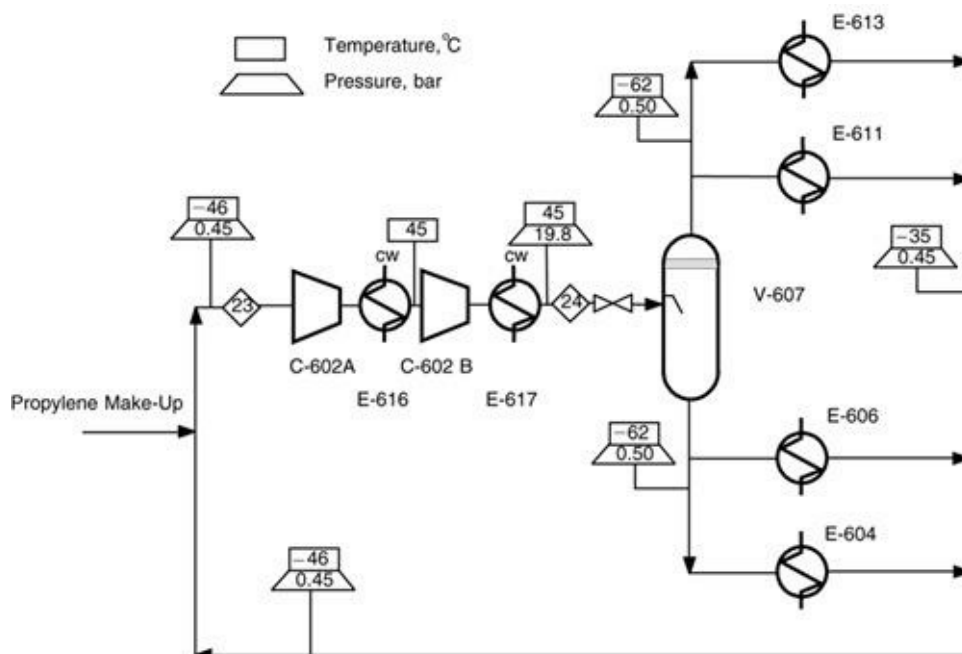 E-613
Temperature, °C
Pressure, bar
−62
0.50
E-611
−46
0.45
45
45
19.8
−35
0.45
cw
cw
23
24
V-607
C-602A
C-602 B
E-616
E-617
Propylene Make-Up
−62
0.50
E-606
E-604
−46
0.45